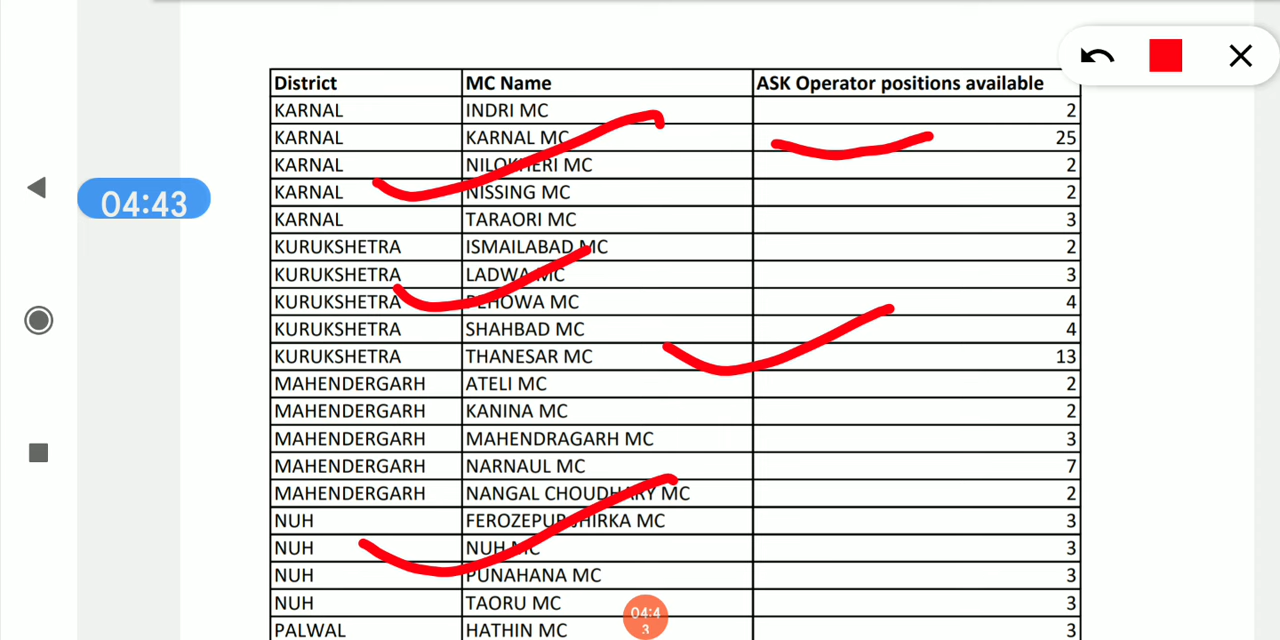 District MC Name ASK Operator positions available
KARNAL INDRI MC 2
KARNAL KARNAL MC 25
KARNAL NILOKHERI MC 2
KARNAL NISSING MC 2
KARNAL TARAORI MC 3
KURUKSHETRA ISMAILABAD MC 2
KURUKSHETRA LADWA MC 3
KURUKSHETRA PEHOWA MC 4
KURUKSHETRA SHAHBAD MC 4
KURUKSHETRA THANESAR MC 13
MAHENDERGARH ATELI MC 2
MAHENDERGARH KANINA MC 2
MAHENDERGARH MAHENDRAGARH MC 3
MAHENDERGARH NARNAUL MC 7
MAHENDERGARH NANGAL CHOUDHARY MC 2
NUH FEROZEPUR JHIRKA MC 3
NUH NUH MC 3
NUH PUNAHANA MC 3
NUH TAORU MC 3
PALWAL HATHIN MC 3
04:43
04:4
3